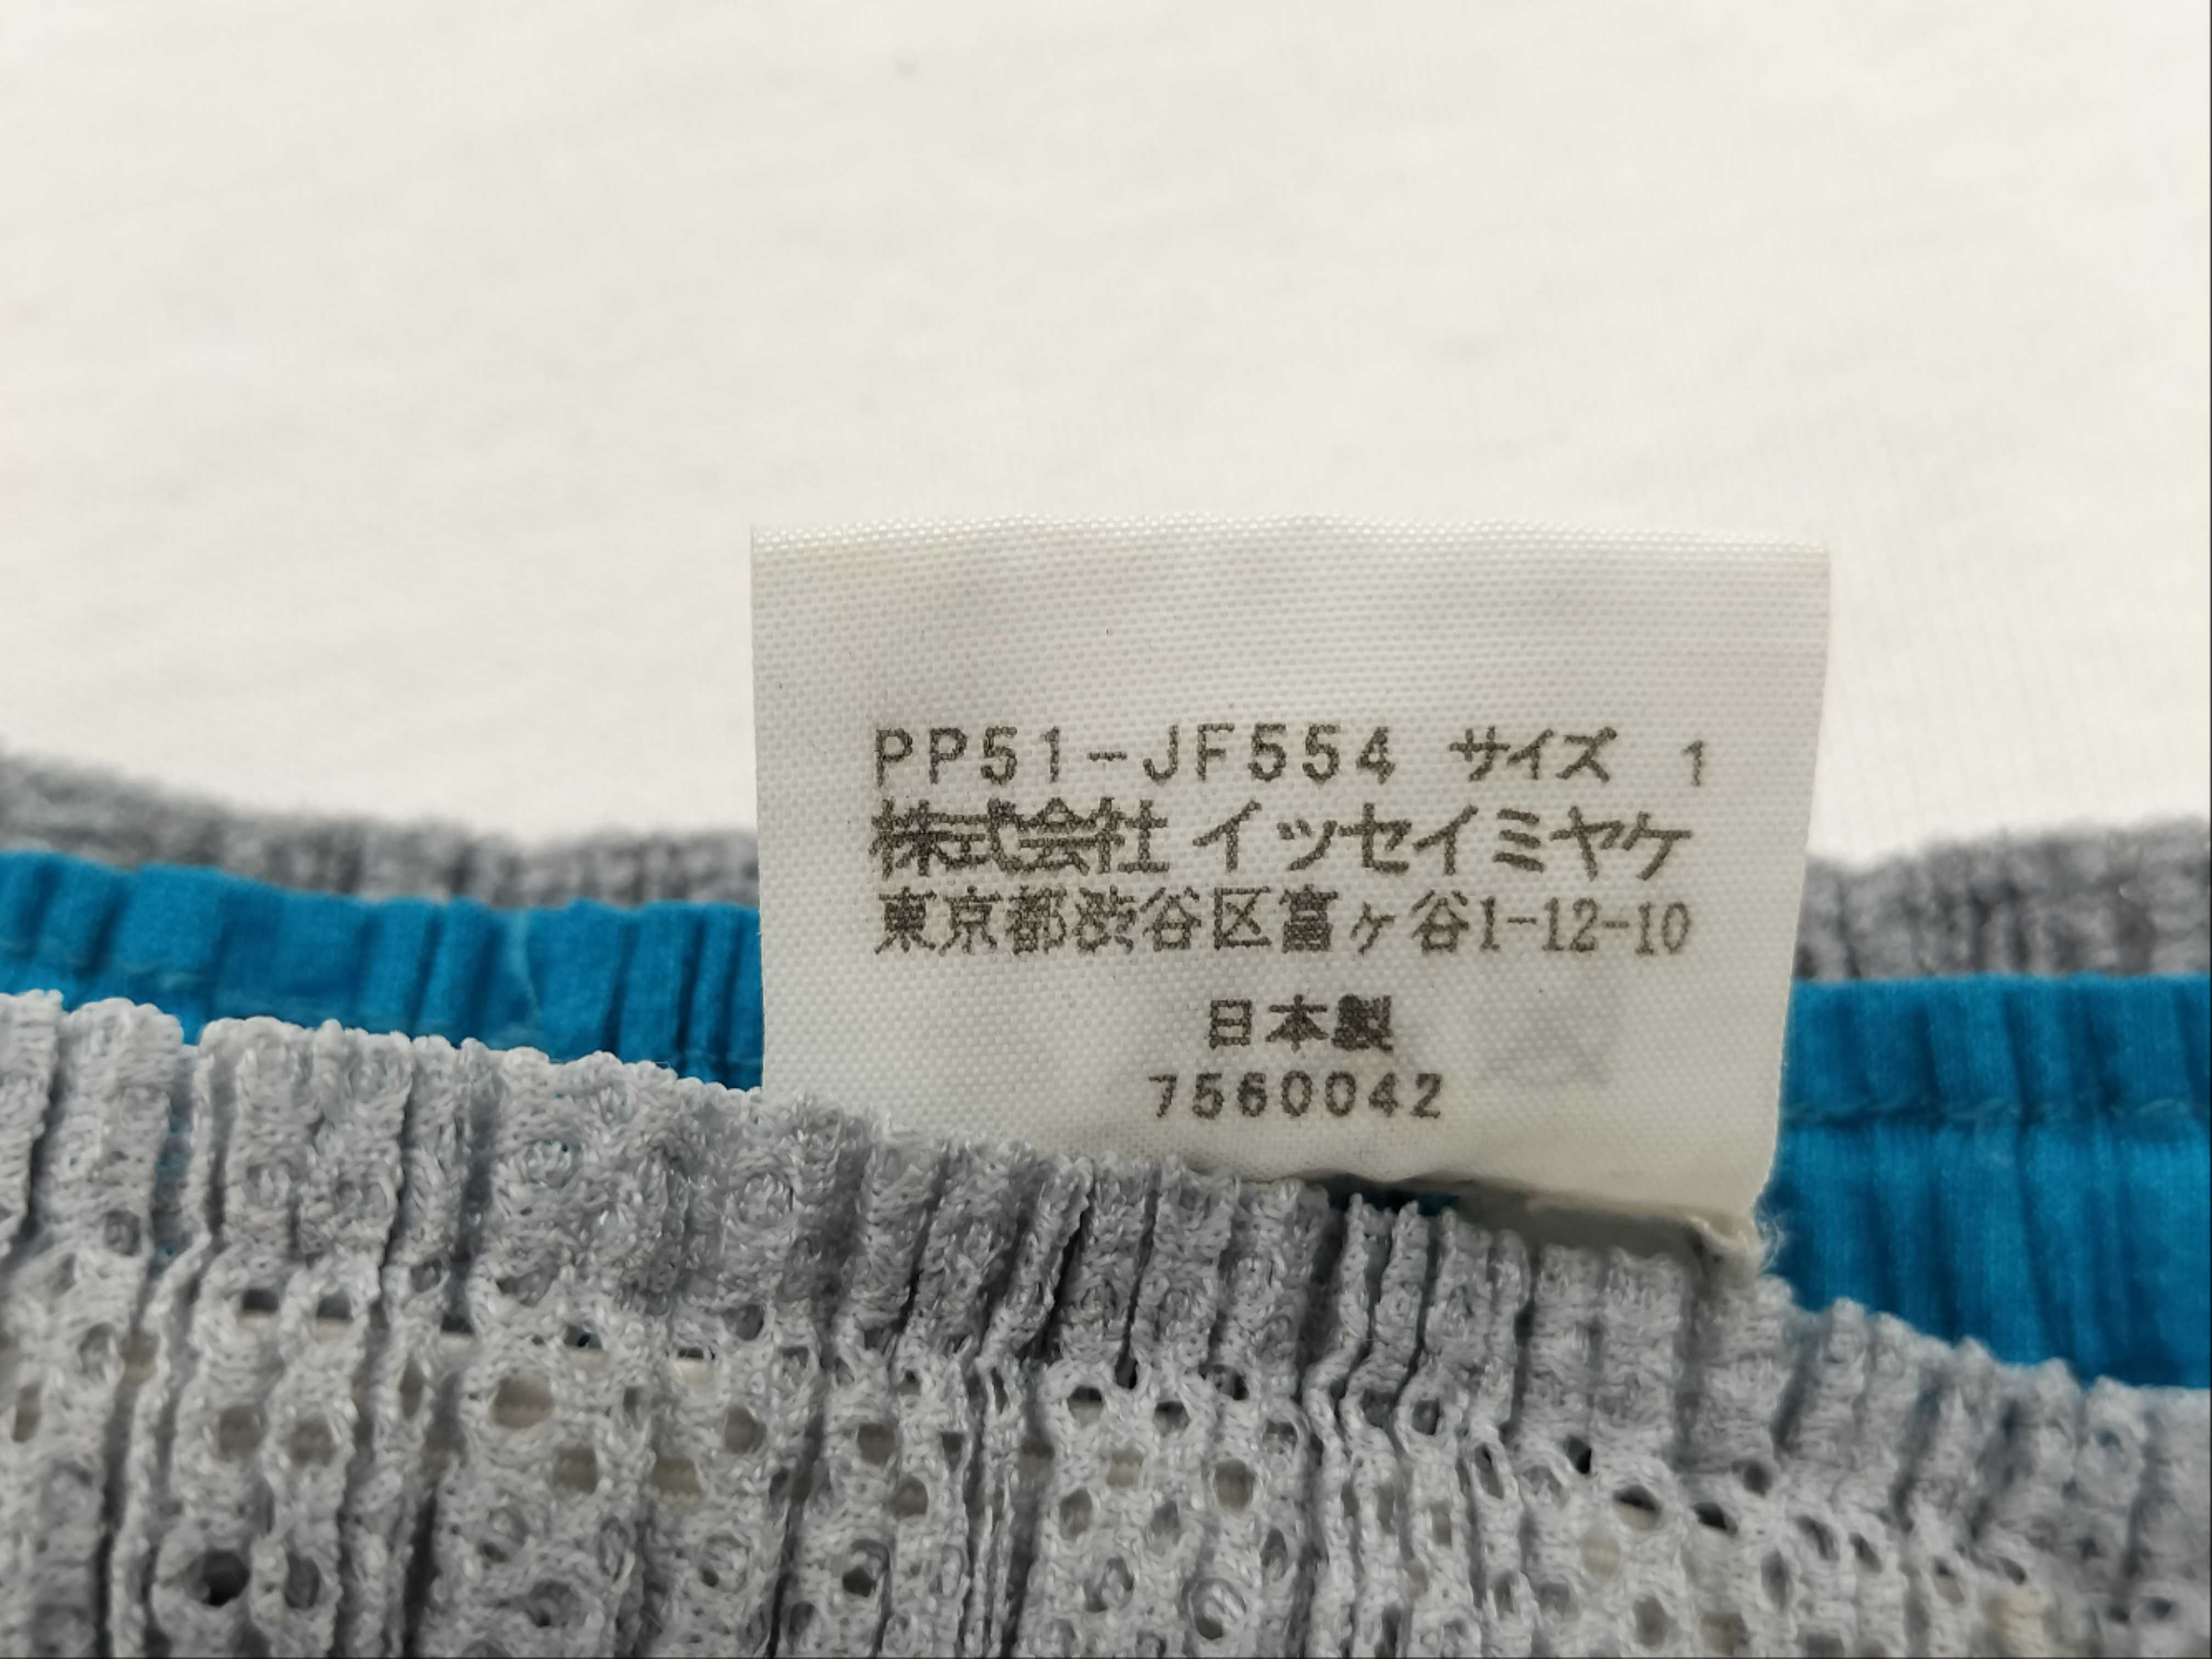 PP51-JF554 サイズ 1
株式会社 イッセイミヤケ
東京都渋谷区富ヶ谷1-12-10
日本製
7560042